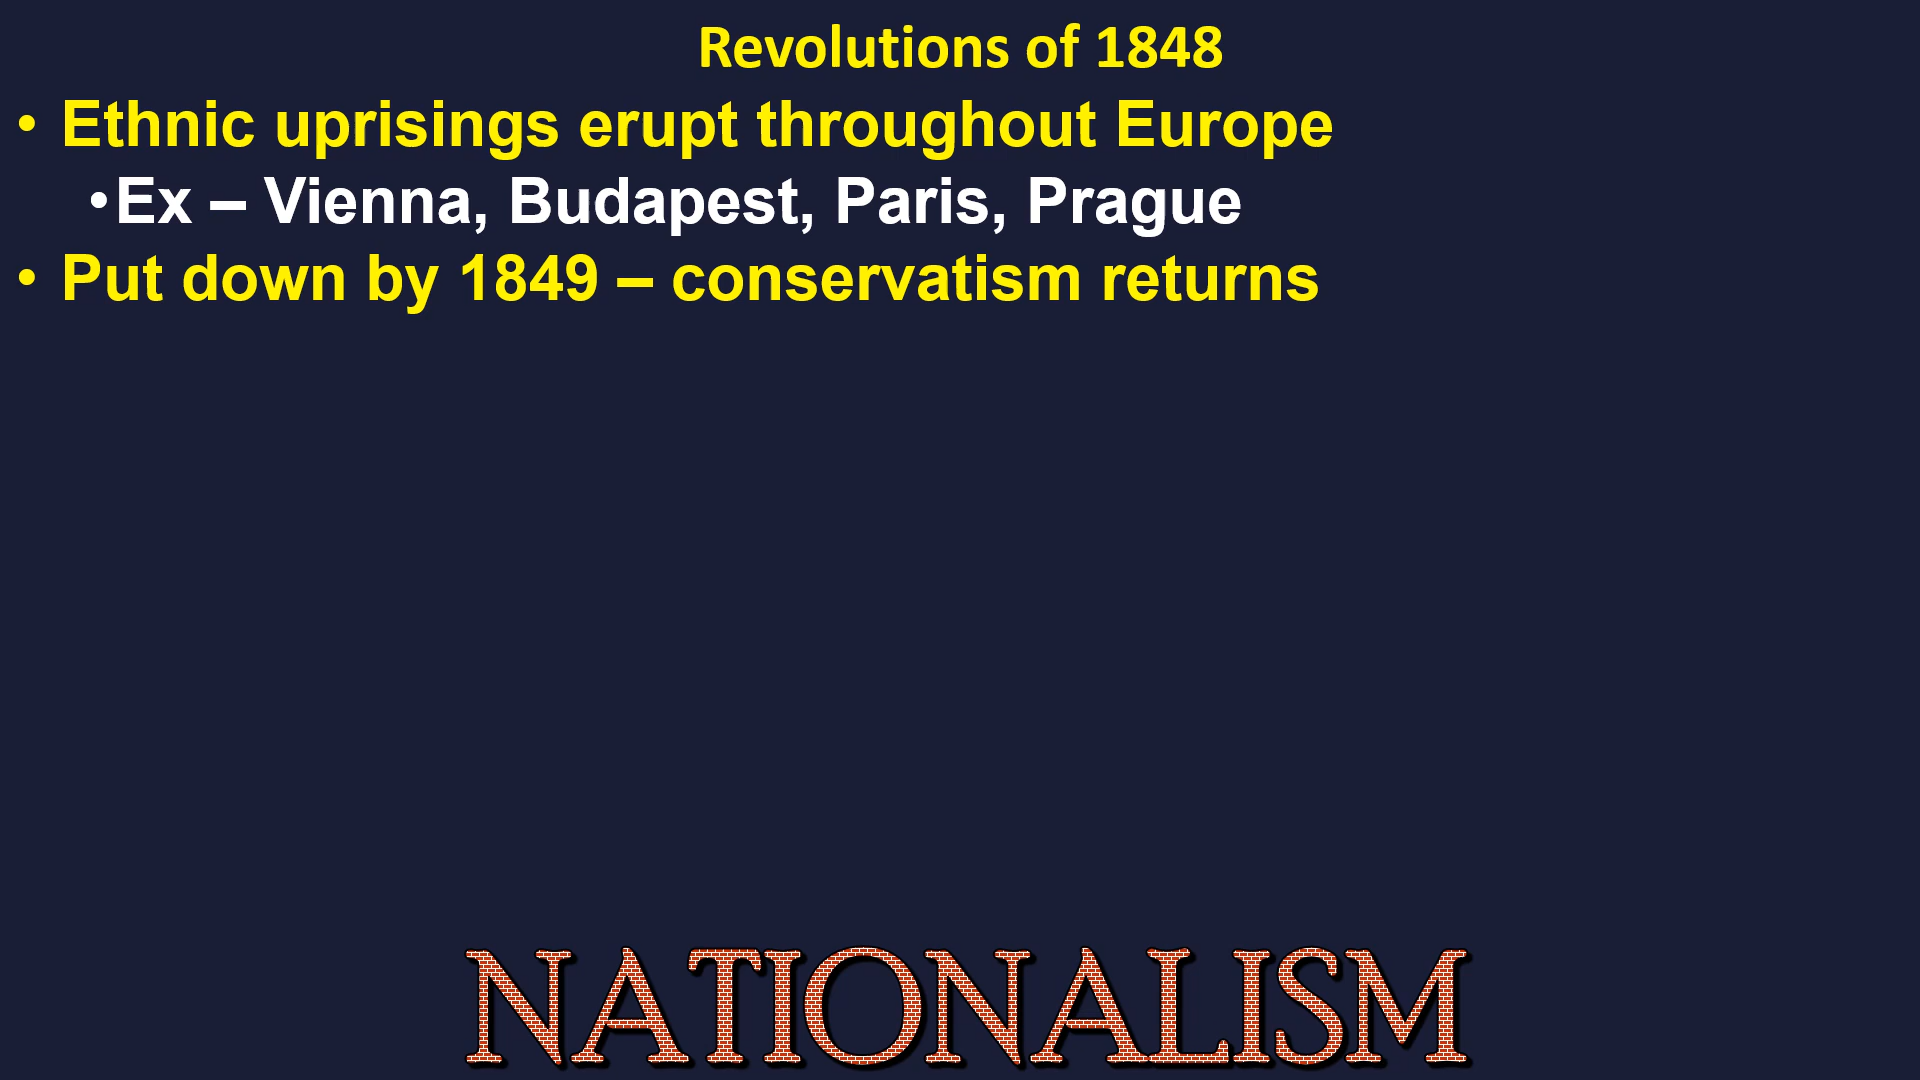 Revolutions of 1848
• Ethnic uprisings erupt throughout Europe
•Ex – Vienna, Budapest, Paris, Prague
• Put down by 1849 – conservatism returns
NATIONALISM